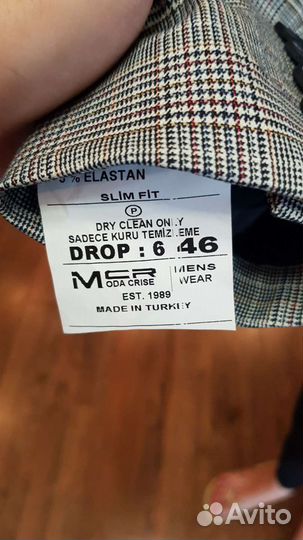 % ELASTAN
SLIM FIT
P
DRY CLEAN ONLY
SADECE KURU TEMİZLEME
DROP : 6 46
MCR MENS
MODA CRISE WEAR
EST. 1989
MADE IN TURKEY
Avito